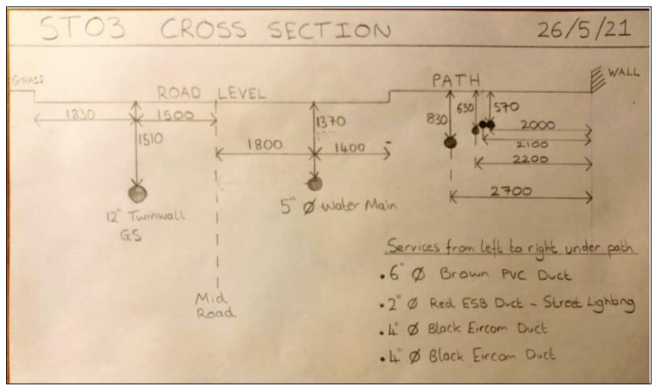 ST03 CROSS SECTION 26/5/21
GRASS
ROAD LEVEL
PATH
WALL
1830
1500
1510
1800
1370
1400
830
630
570
2000
2100
2200
2700
12" Twinwall
GS
5" Ø Water Main
Mid
Road
Services from left to right under path
• 6" Ø Brown PVC Duct
• 2" Ø Red ESB Duct - Street Lighting
• 4" Ø Black Eircom Duct
• 4" Ø Black Eircom Duct